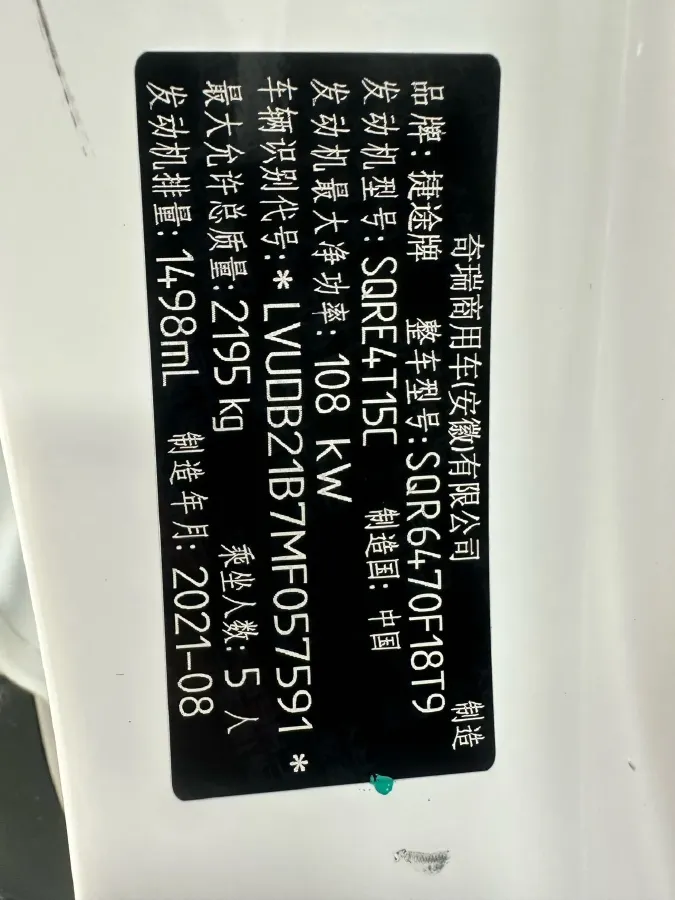 奇瑞商用车(安徽)有限公司 制造
品牌: 捷途牌 整车型号: SQR6470F18T9
发动机型号: SQRE4T15C 制造国: 中国
发动机最大净功率: 108 kW
车辆识别代号: *LVUDB21B7MF057591*
最大允许总质量: 2195 kg 乘坐人数: 5 人
发动机排量: 1498mL 制造年月: 2021-08